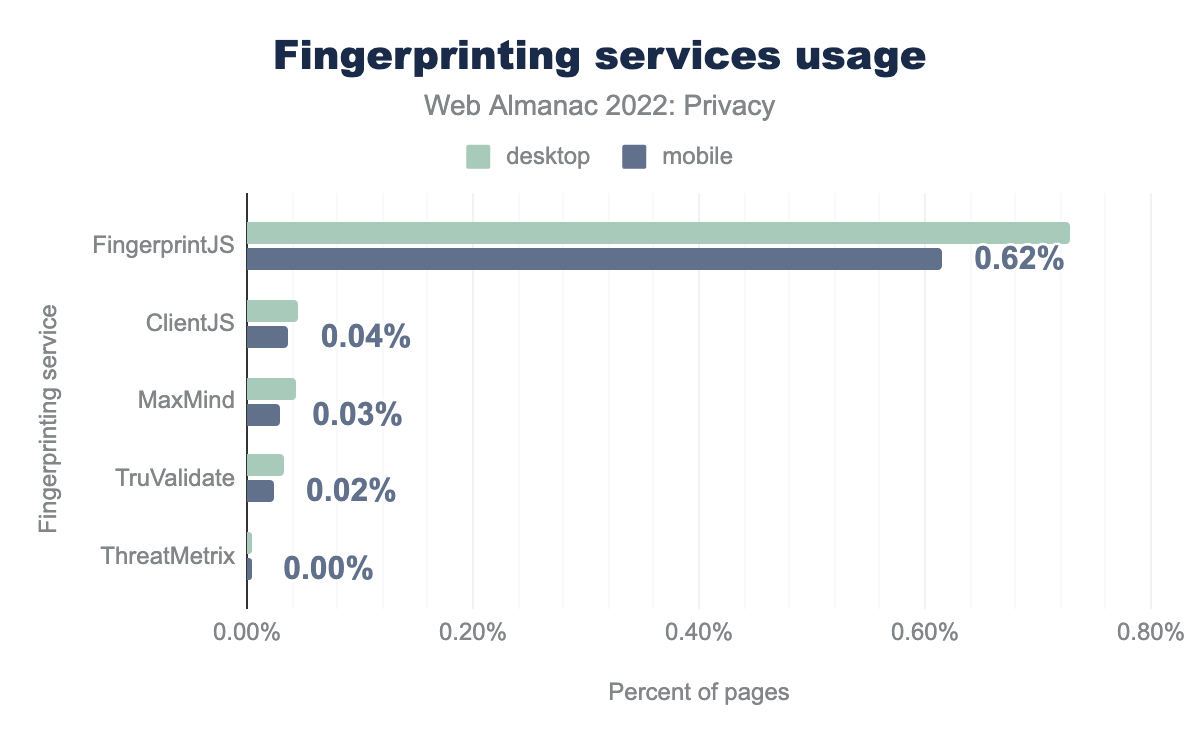 Fingerprinting services usage
Web Almanac 2022: Privacy
desktop mobile
Fingerprinting service
FingerprintJS 0.62%
ClientJS 0.04%
MaxMind 0.03%
TruValidate 0.02%
ThreatMetrix 0.00%
0.00% 0.20% 0.40% 0.60% 0.80%
Percent of pages